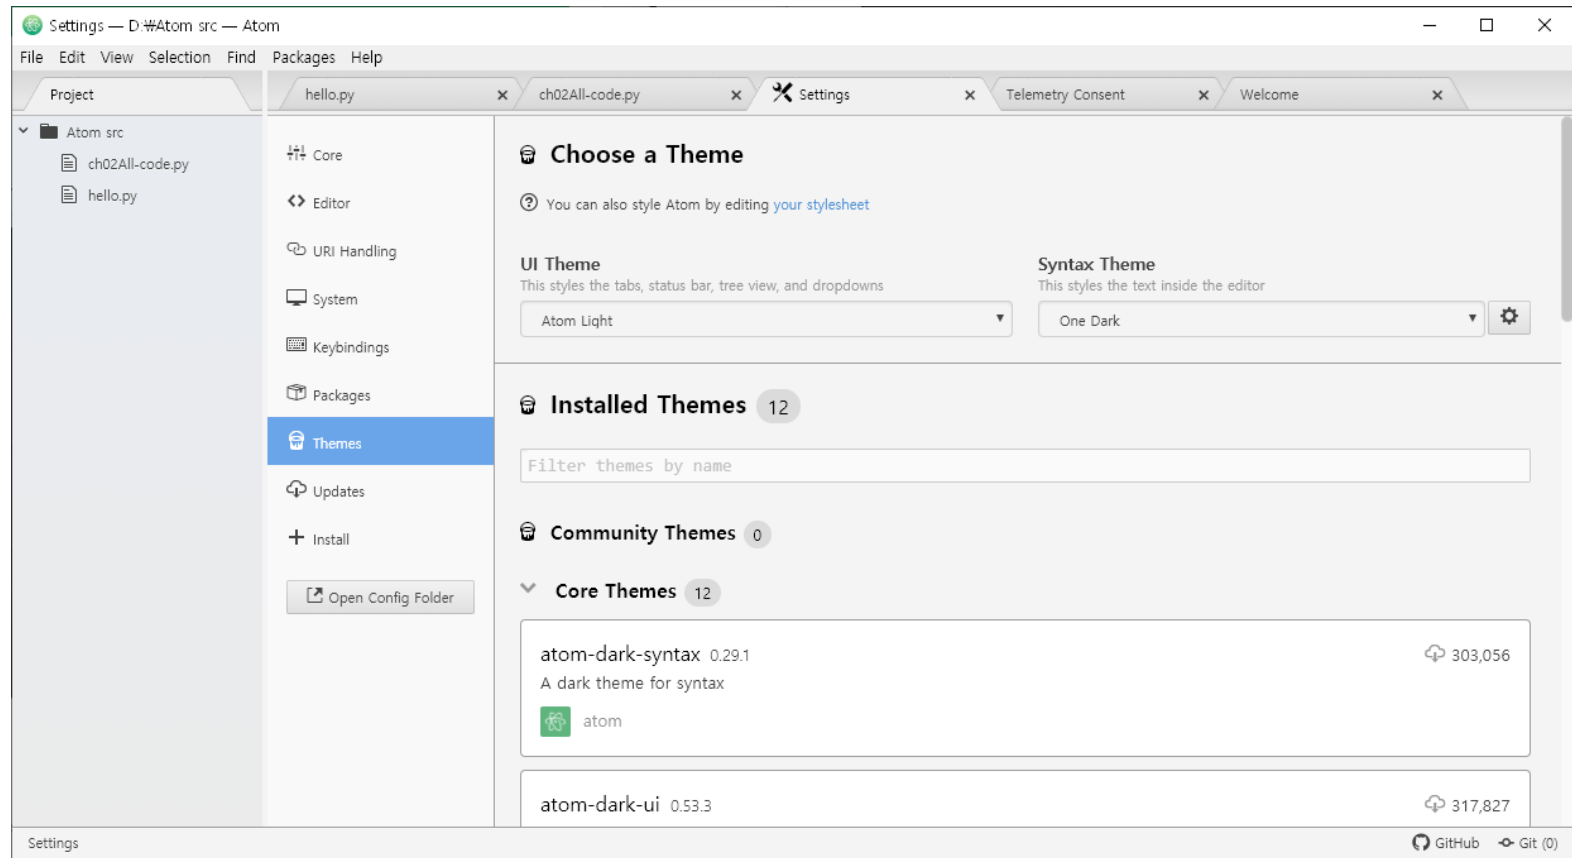 Settings — D:₩Atom src — Atom
File Edit View Selection Find Packages Help
Project
hello.py
ch02All-code.py
Settings
Telemetry Consent
Welcome
Atom src
ch02All-code.py
hello.py
Core
Editor
URI Handling
System
Keybindings
Packages
Themes
Updates
Install
Open Config Folder
Choose a Theme
You can also style Atom by editing your stylesheet
UI Theme
This styles the tabs, status bar, tree view, and dropdowns
Atom Light
Syntax Theme
This styles the text inside the editor
One Dark
Installed Themes 12
Filter themes by name
Community Themes 0
Core Themes 12
atom-dark-syntax 0.29.1
303,056
A dark theme for syntax
atom
atom-dark-ui 0.53.3
317,827
Settings
GitHub
Git (0)